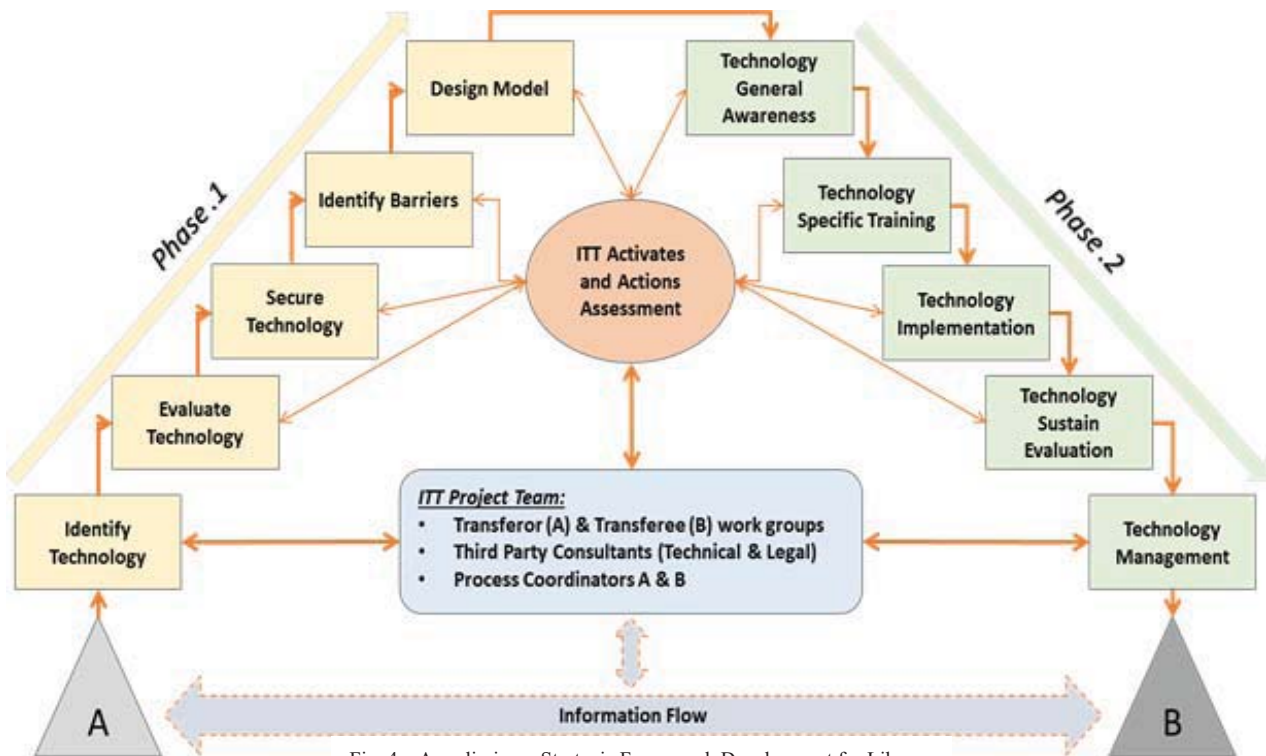 Phase .1
Design Model
Identify Barriers
Secure
Technology
Evaluate
Technology
Identify
Technology
A
Technology
General
Awareness
Technology
Specific Training
Technology
Implementation
Technology
Sustain
Evaluation
Technology
Management
B
Phase .2
ITT Activates
and Actions
Assessment
ITT Project Team:
• Transferor (A) & Transferee (B) work groups
• Third Party Consultants (Technical & Legal)
• Process Coordinators A & B
Information Flow